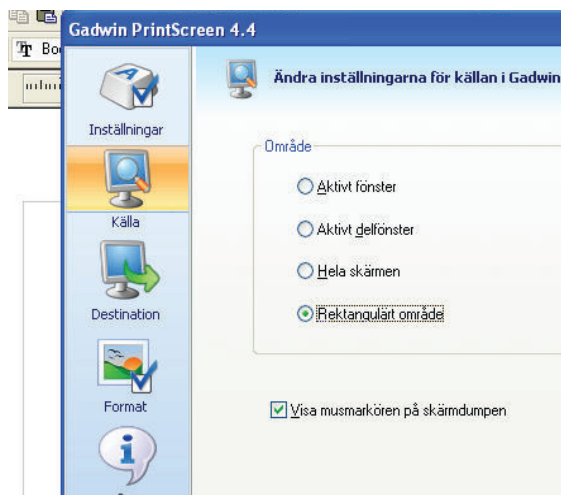 Gadwin PrintScreen 4.4
Bo
Ändra inställningarna för källan i Gadwin
Inställningar
Källa
Destination
Format
Område
Aktivt fönster
Aktivt delfönster
Hela skärmen
Rektangulärt område
Visa musmarkören på skärmdumpen